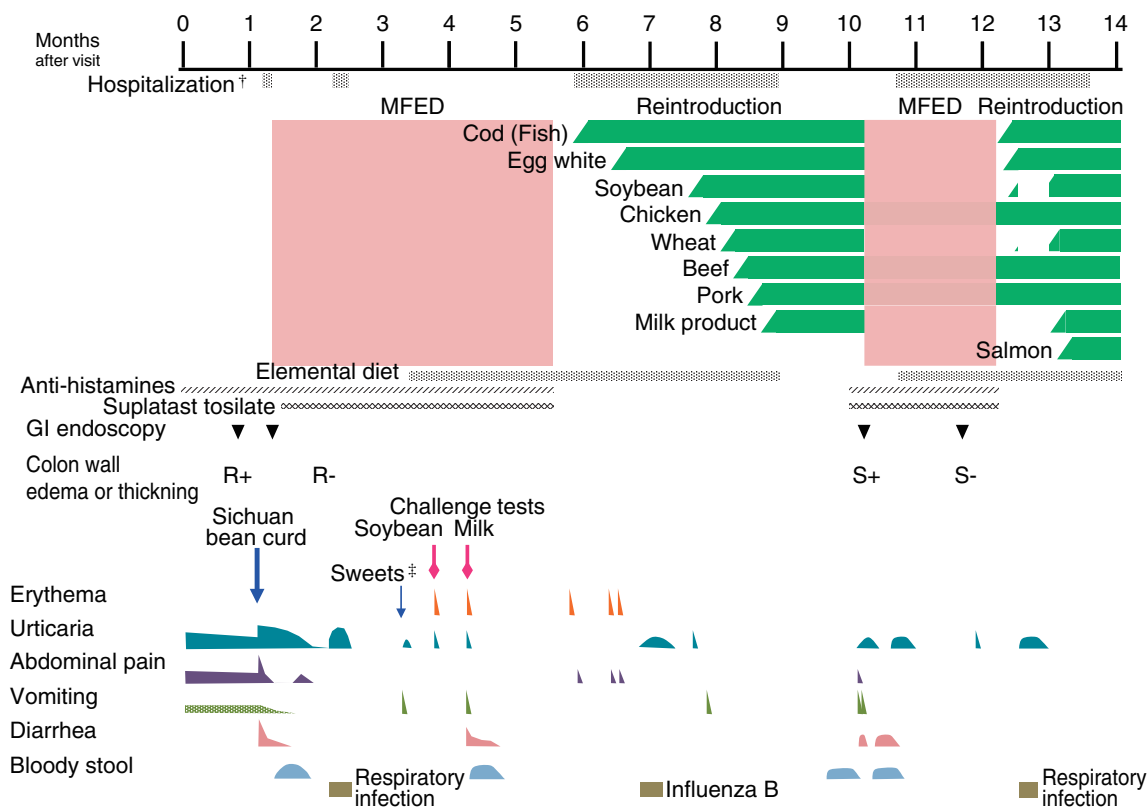 0 1 2 3 4 5 6 7 8 9 10 11 12 13 14
Months
after visit
Hospitalization †
MFED Reintroduction MFED Reintroduction
Cod (Fish)
Egg white
Soybean
Chicken
Wheat
Beef
Pork
Milk product
Salmon
Elemental diet
Anti-histamines
Suplatast tosilate
GI endoscopy
Colon wall
edema or thickning
R+ R- S+ S-
Sichuan
bean curd
Challenge tests
Soybean Milk
Sweets ‡
Erythema
Urticaria
Abdominal pain
Vomiting
Diarrhea
Bloody stool
Respiratory
infection
Influenza B
Respiratory
infection